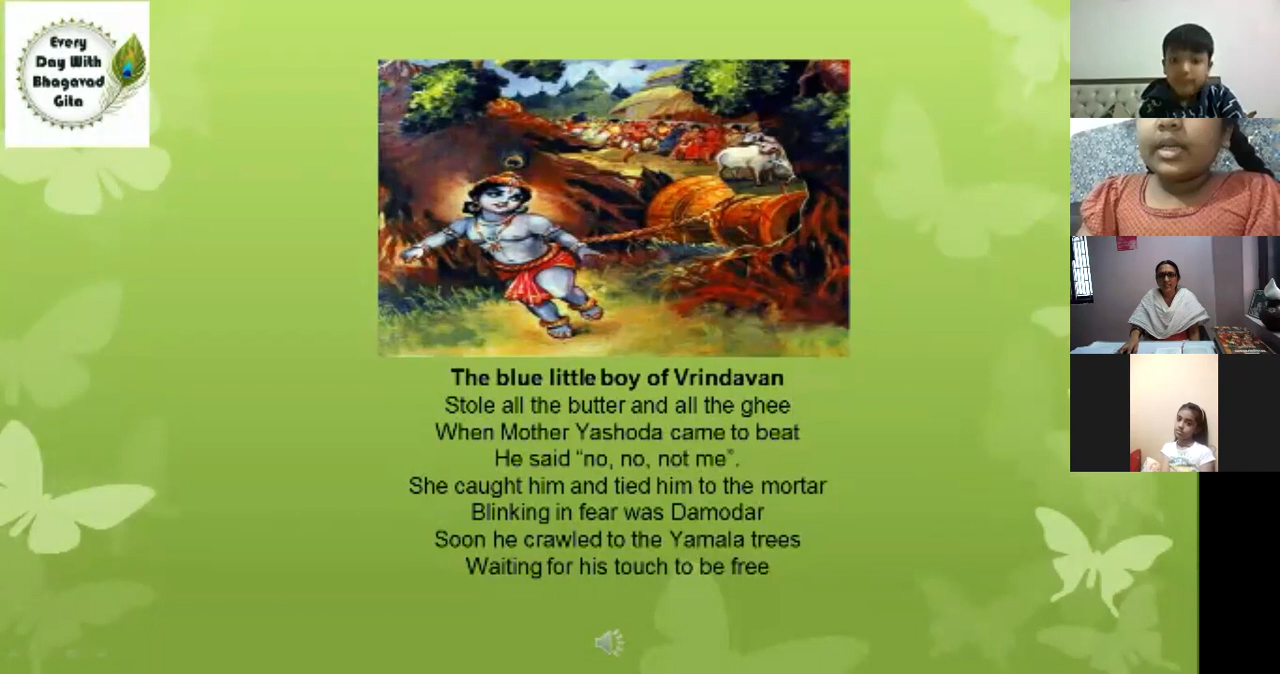 Every
Day With
Bhagavad
Gita
The blue little boy of Vrindavan
Stole all the butter and all the ghee
When Mother Yashoda came to beat
He said “no, no, not me”.
She caught him and tied him to the mortar
Blinking in fear was Damodar
Soon he crawled to the Yamala trees
Waiting for his touch to be free